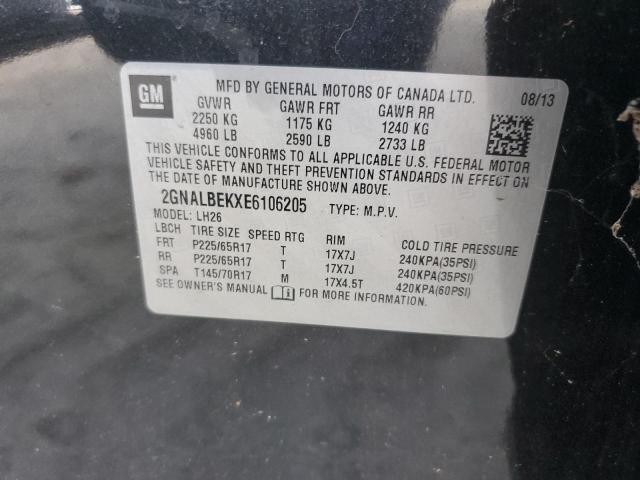 GM
MFD BY GENERAL MOTORS OF CANADA LTD. 08/13
GVWR GAWR FRT GAWR RR
2250 KG 1175 KG 1240 KG
4960 LB 2590 LB 2733 LB
THIS VEHICLE CONFORMS TO ALL APPLICABLE U.S. FEDERAL MOTOR
VEHICLE SAFETY AND THEFT PREVENTION STANDARDS IN EFFECT ON
THE DATE OF MANUFACTURE SHOWN ABOVE.
2GNALBEKXE6106205 TYPE: M.P.V.
MODEL: LH26
LBCH TIRE SIZE SPEED RTG RIM COLD TIRE PRESSURE
FRT P225/65R17 T 17X7J 240KPA(35PSI)
RR P225/65R17 T 17X7J 240KPA(35PSI)
SPA T145/70R17 M 17X4.5T 420KPA(60PSI)
SEE OWNER'S MANUAL FOR MORE INFORMATION.